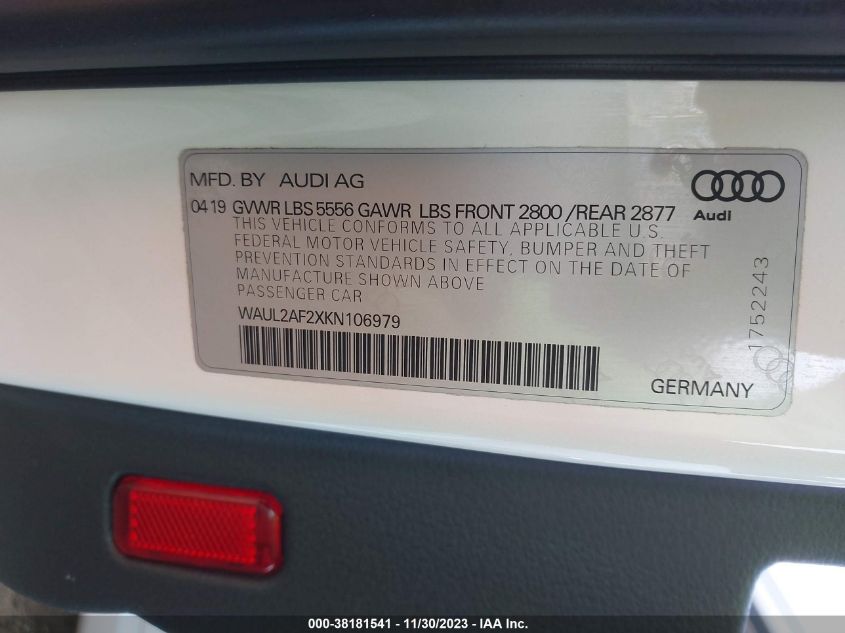 MFD. BY AUDI AG
Audi
04 19 GVWR LBS 5556 GAWR LBS FRONT 2800 /REAR 2877
THIS VEHICLE CONFORMS TO ALL APPLICABLE U.S.
FEDERAL MOTOR VEHICLE SAFETY, BUMPER AND THEFT
PREVENTION STANDARDS IN EFFECT ON THE DATE OF
MANUFACTURE SHOWN ABOVE
PASSENGER CAR
WAUL2AF2XKN106979
1752243
GERMANY
000-38181541 - 11/30/2023 - IAA Inc.